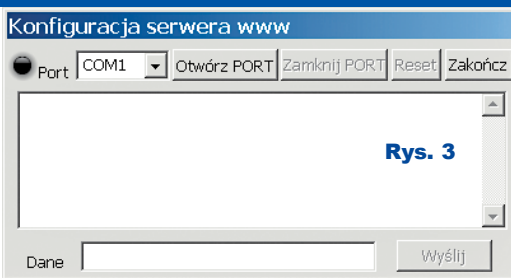 Konfiguracja serwera www
Port COM1 Otwórz PORT Zamknij PORT Reset Zakończ
Rys. 3
Dane Wyślij